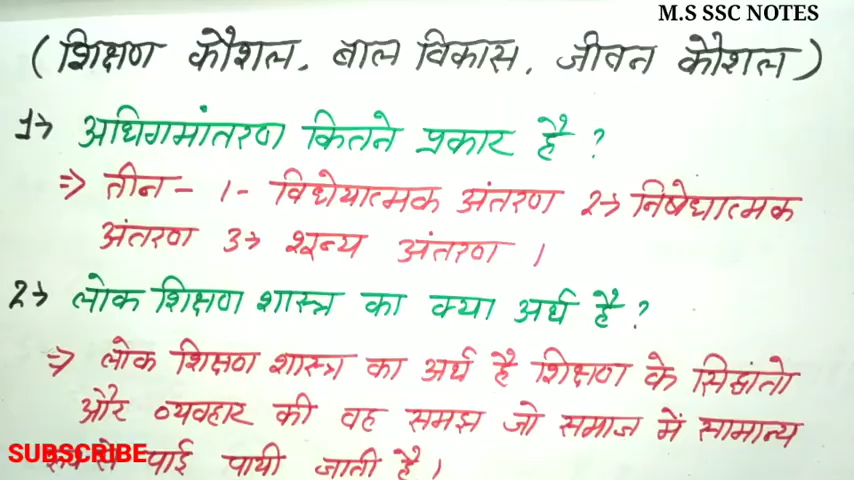 M.S SSC NOTES
(शिक्षण कौशल, बाल विकास, जीवन कौशल)
1→ अधिगमांतरण कितने प्रकार है?
⇒ तीन - 1- विधेयात्मक अंतरण 2→ निषेधात्मक
अंतरण 3→ शून्य अंतरण ।
2→ लोक शिक्षण शास्त्र का क्या अर्थ है?
⇒ लोक शिक्षण शास्त्र का अर्थ है शिक्षण के सिद्धांतो
और व्यवहार की वह समझ जो समाज में सामान्य
SUBSCRIBE से पाई पायी जाती है।